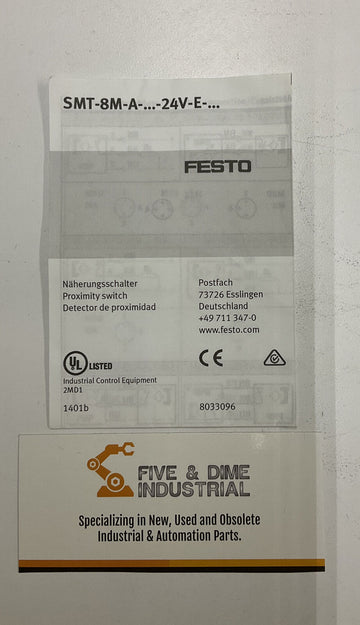 SMT-8M-A-...-24V-E-...
FESTO
Näherungsschalter
Proximity switch
Detector de proximidad
Postfach
73726 Esslingen
Deutschland
+49 711 347-0
www.festo.com
UL LISTED
CE
Industrial Control Equipment
2MD1
1401b
8033096
FIVE & DIME
INDUSTRIAL
Specializing in New, Used and Obsolete
Industrial & Automation Parts.